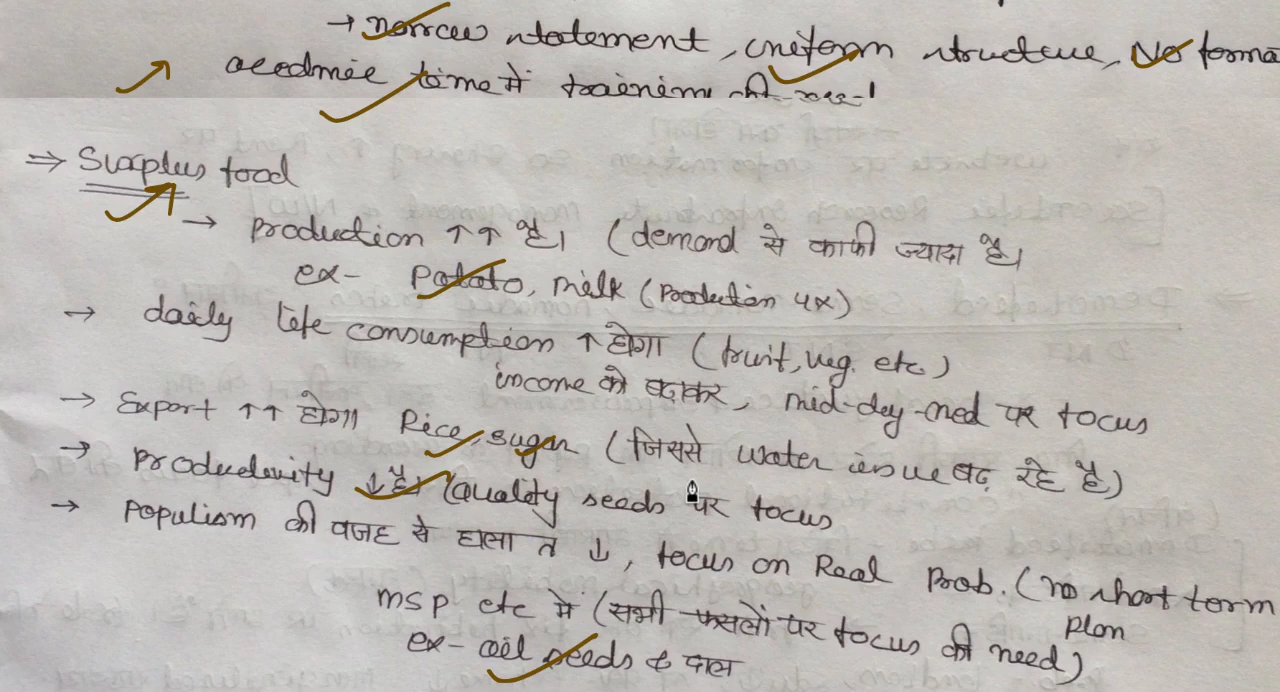 → narrow statement, uniform structure, No forma
acedmic time में training की
⇒ Surplus food
→ Production ↑↑ है। (demand से काफी ज्यादा है।
ex- Potato, milk (Production 4x)
→ daily life consumption ↑ होगा (fruit, veg. etc.)
income को बढ़ाकर, mid-day-med पर focus
→ Export ↑↑ होगा Rice, sugar (जिससे water issue बढ़ रहे है)
→ Productivity ↓ है। (Quality seeds पर focus
→ Populism की वजह से हालात ↓, focus on Real Prob. (no short term
plan
MSP etc में (सभी फसलों पर focus की need)
ex- oil seeds & दाल